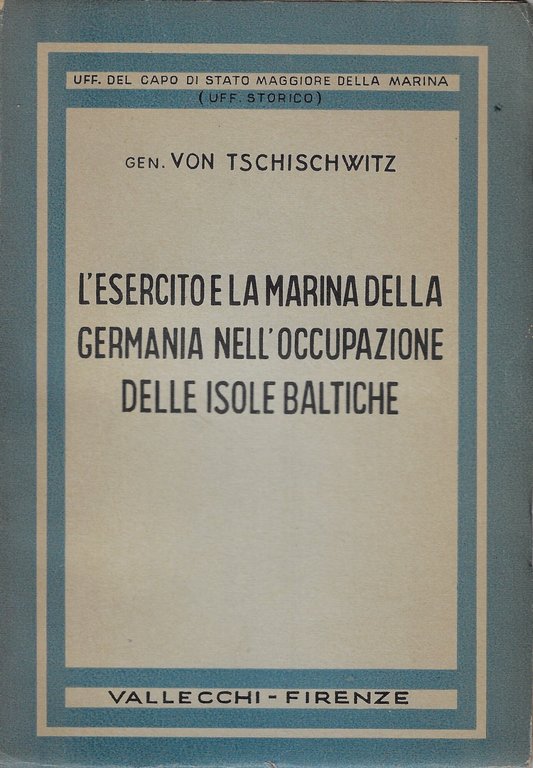 UFF. DEL CAPO DI STATO MAGGIORE DELLA MARINA
(UFF. STORICO)
GEN. VON TSCHISCHWITZ
L'ESERCITO E LA MARINA DELLA
GERMANIA NELL'OCCUPAZIONE
DELLE ISOLE BALTICHE
VALLECCHI - FIRENZE